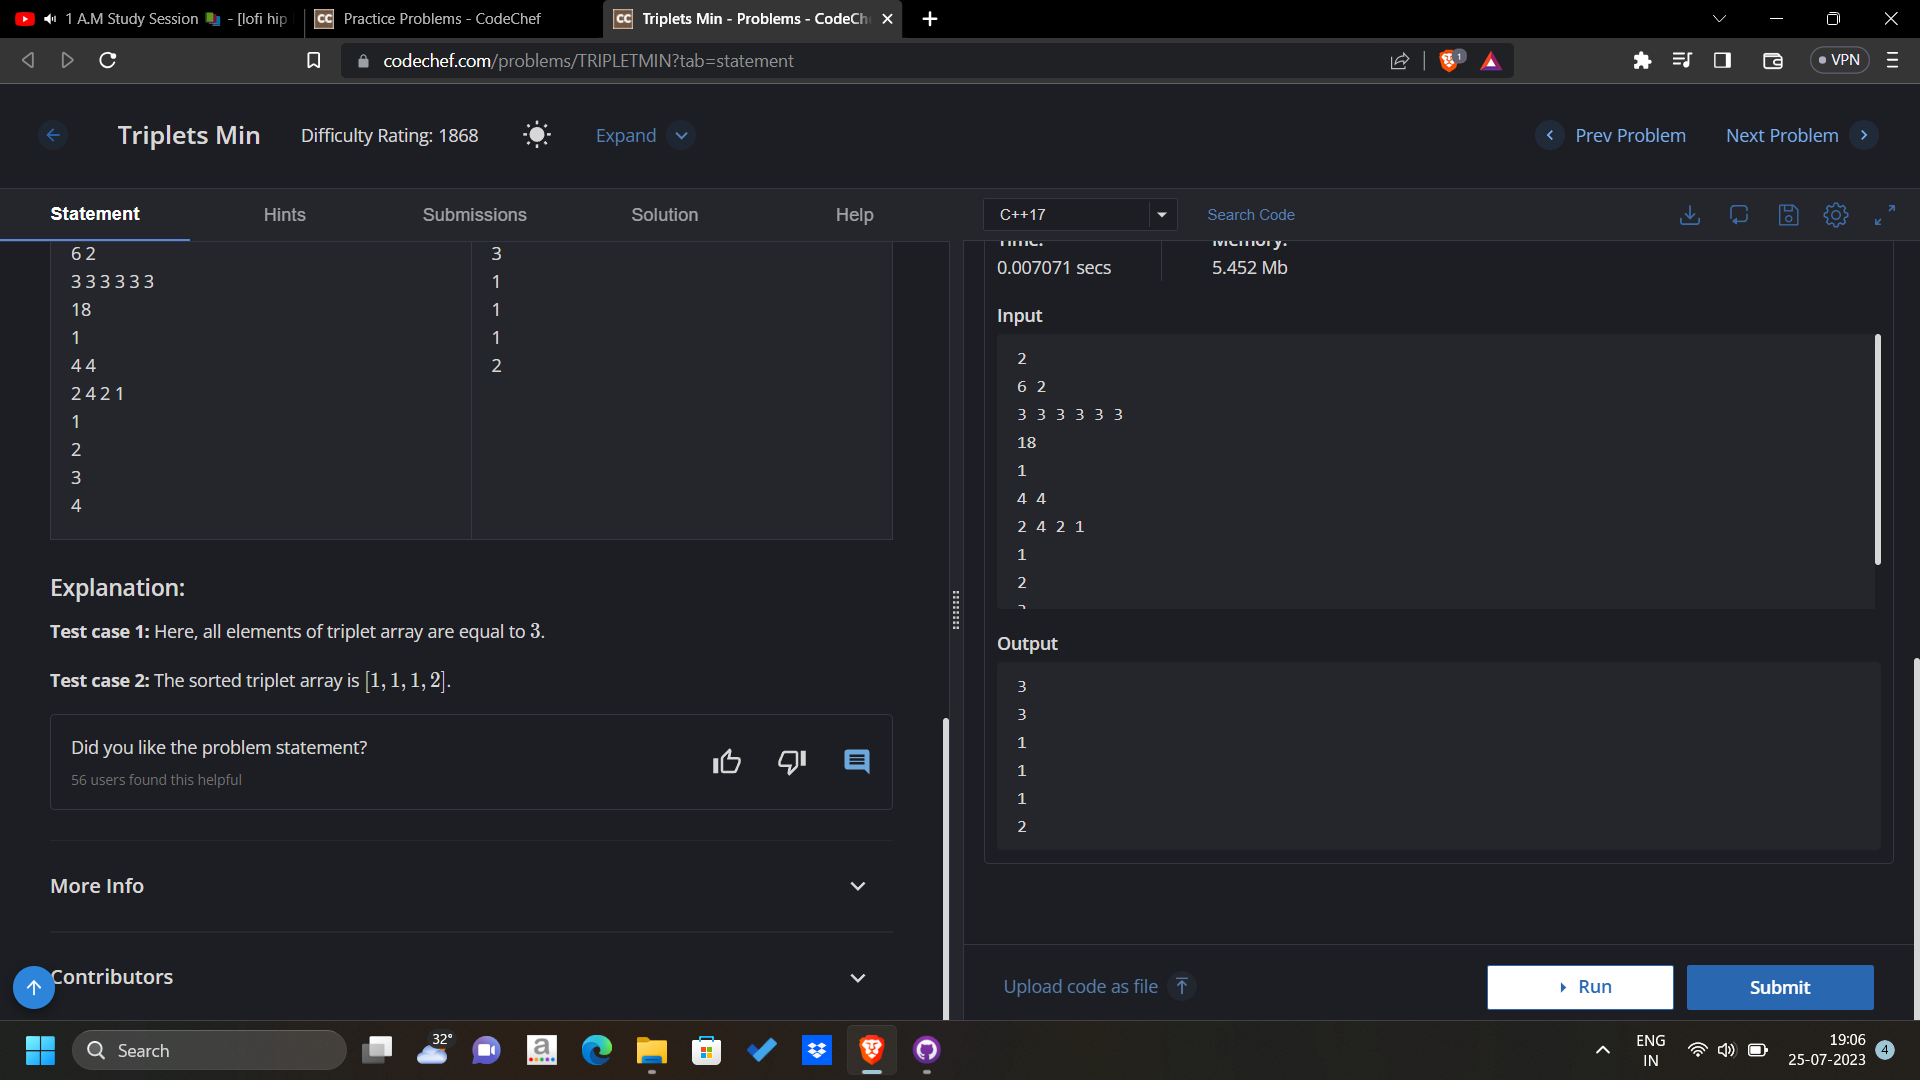 1 A.M Study Session 📚 - [lofi hip
Practice Problems - CodeChef
Triplets Min - Problems - CodeCh
codechef.com/problems/TRIPLETMIN?tab=statement
1
VPN
Triplets Min
Difficulty Rating: 1868
Expand
Prev Problem
Next Problem
Statement
Hints
Submissions
Solution
Help
6 2
3 3 3 3 3 3
18
1
4 4
2 4 2 1
1
2
3
4
3
1
1
1
2
Explanation:
Test case 1: Here, all elements of triplet array are equal to 3.
Test case 2: The sorted triplet array is [1, 1, 1, 2].
Did you like the problem statement?
56 users found this helpful
More Info
Contributors
C++17
Search Code
Time:
Memory:
0.007071 secs
5.452 Mb
Input
2
6 2
3 3 3 3 3 3
18
1
4 4
2 4 2 1
1
2
Output
3
3
1
1
1
2
Upload code as file
Run
Submit
Search
32°
ENG
IN
19:06
25-07-2023
4